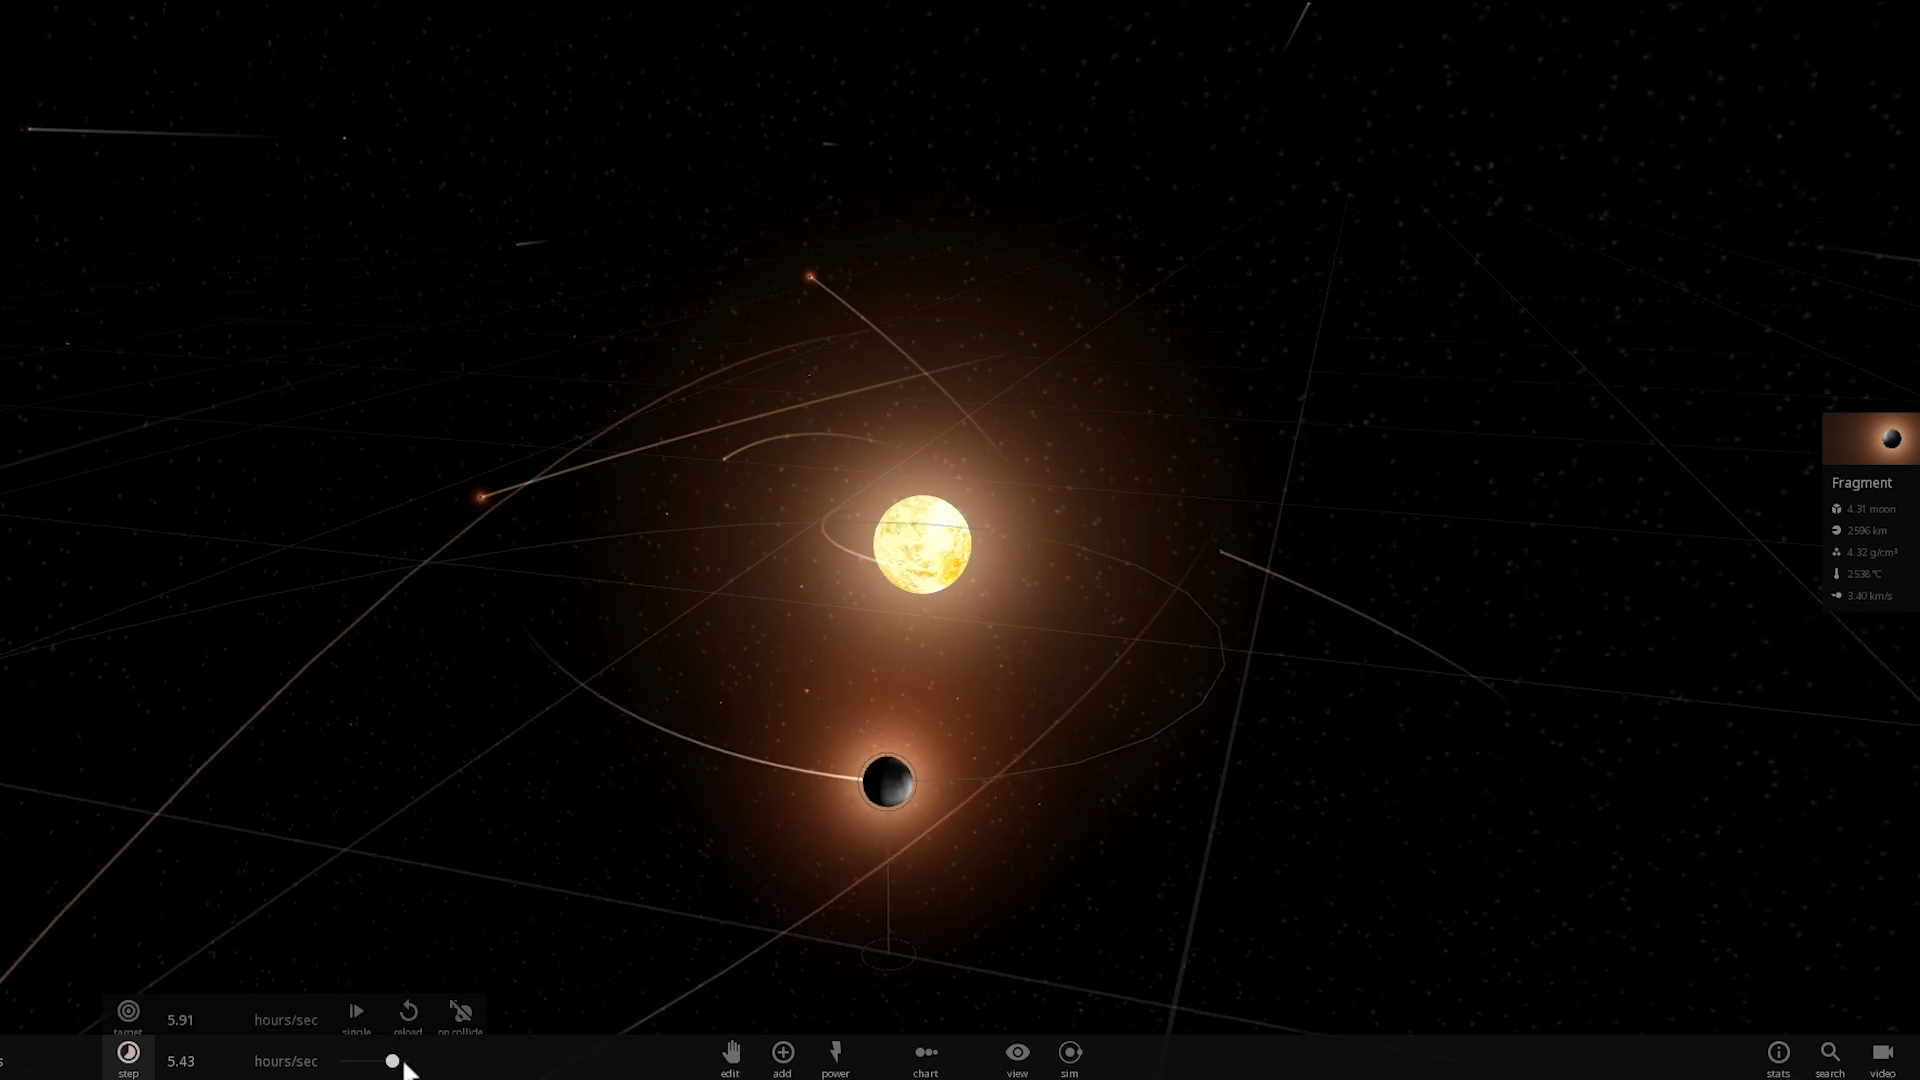 Fragment
4.31 moon
2596 km
4.32 g/cm³
2538 °C
3.40 km/s
target
5.91
hours/sec
single
reload
on collide
s
step
5.43
hours/sec
edit
add
power
chart
view
sim
stats
search
video